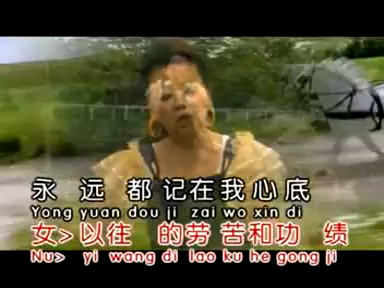 永 远 都 记在我心底
Yong yuan dou ji zai wo xin di
女> 以往 的劳 苦和功 绩
Nu> yi wang di lao ku he gong ji